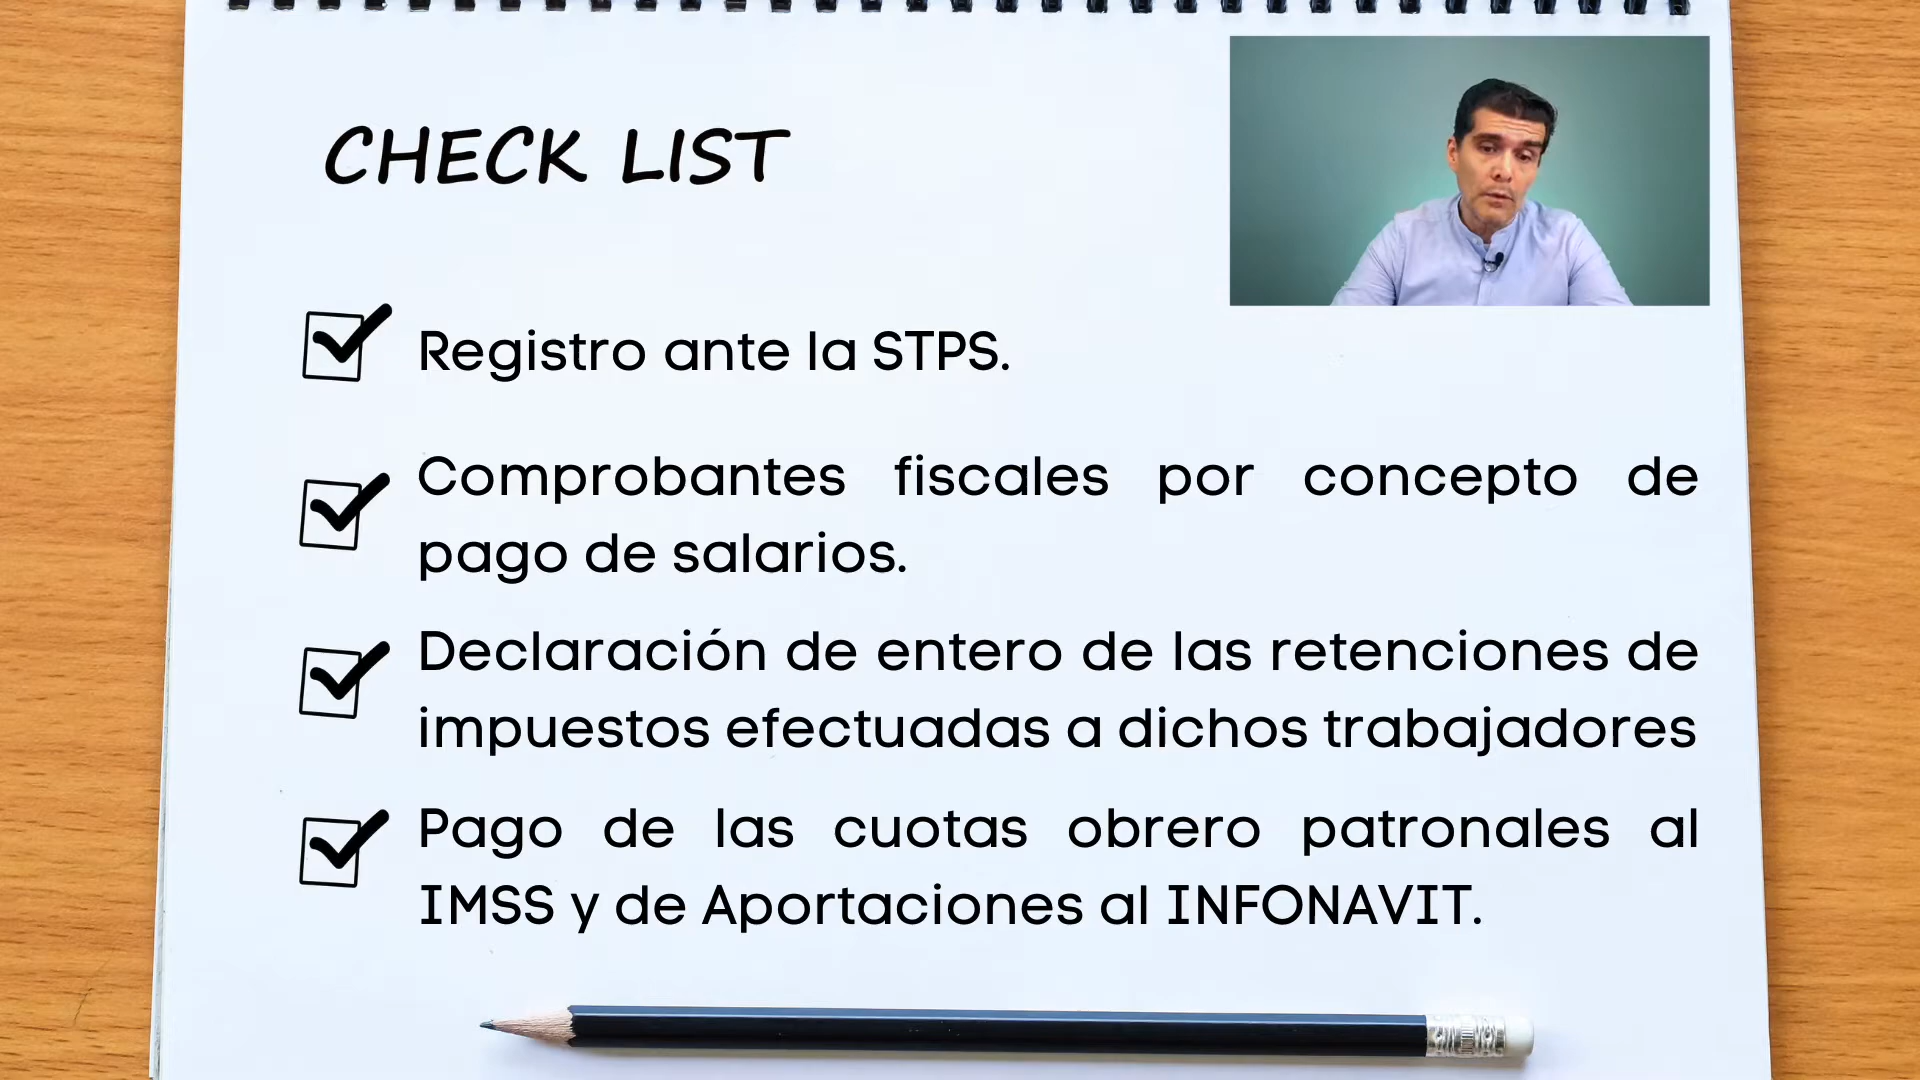 CHECK LIST
Registro ante la STPS.
Comprobantes fiscales por concepto de
pago de salarios.
Declaración de entero de las retenciones de
impuestos efectuadas a dichos trabajadores
Pago de las cuotas obrero patronales al
IMSS y de Aportaciones al INFONAVIT.